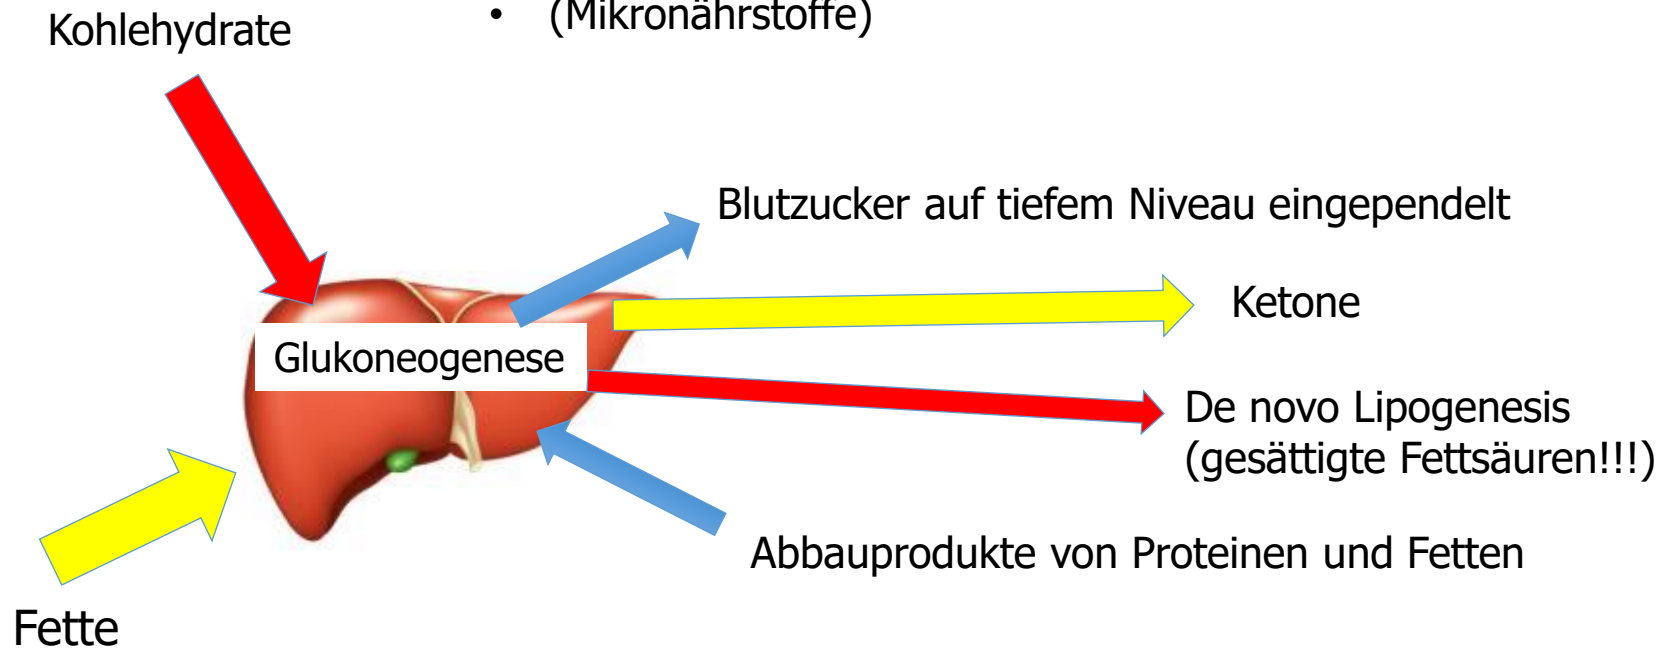 • (Mikronährstoffe)
Kohlehydrate
Blutzucker auf tiefem Niveau eingependelt
Ketone
Glukoneogenese
De novo Lipogenesis
(gesättigte Fettsäuren!!!)
Abbauprodukte von Proteinen und Fetten
Fette